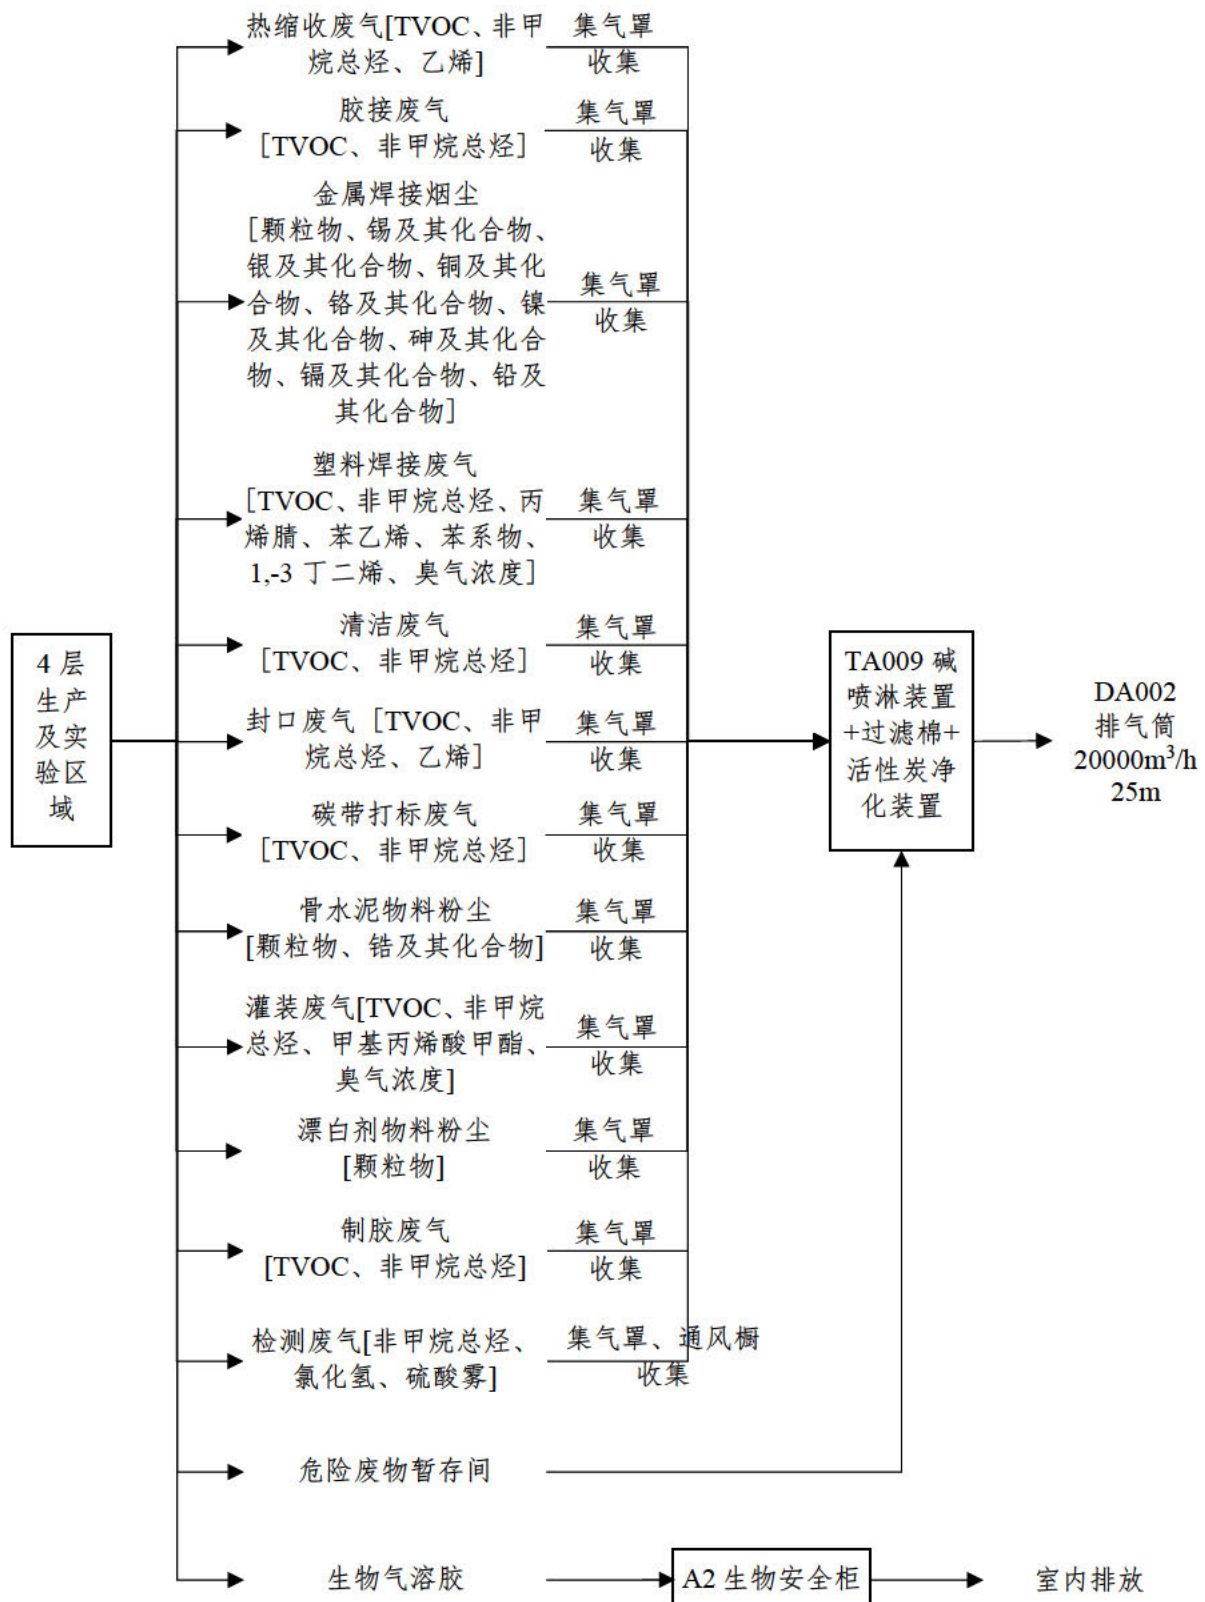 热缩收废气[TVOC、非甲
烷总烃、乙烯]
集气罩
收集
胶接废气
[TVOC、非甲烷总烃]
集气罩
收集
金属焊接烟尘
[颗粒物、锡及其化合物、
银及其化合物、铜及其化
合物、铬及其化合物、镍
及其化合物、砷及其化合
物、镉及其化合物、铅及
其化合物]
集气罩
收集
塑料焊接废气
[TVOC、非甲烷总烃、丙
烯腈、苯乙烯、苯系物、
1,-3 丁二烯、臭气浓度]
集气罩
收集
清洁废气
[TVOC、非甲烷总烃]
集气罩
收集
封口废气 [TVOC、非甲
烷总烃、乙烯]
集气罩
收集
碳带打标废气
[TVOC、非甲烷总烃]
集气罩
收集
骨水泥物料粉尘
[颗粒物、锆及其化合物]
集气罩
收集
灌装废气[TVOC、非甲烷
总烃、甲基丙烯酸甲酯、
臭气浓度]
集气罩
收集
漂白剂物料粉尘
[颗粒物]
集气罩
收集
制胶废气
[TVOC、非甲烷总烃]
集气罩
收集
检测废气[非甲烷总烃、
氯化氢、硫酸雾]
集气罩、通风橱
收集
危险废物暂存间
生物气溶胶
A2 生物安全柜
室内排放
4 层
生产
及实
验区
域
TA009 碱
喷淋装置
+过滤棉+
活性炭净
化装置
DA002
排气筒
20000m³/h
25m